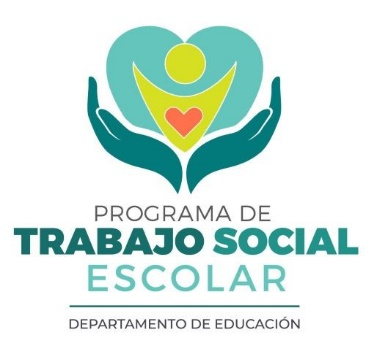 PROGRAMA DE
TRABAJO SOCIAL
ESCOLAR
DEPARTAMENTO DE EDUCACIÓN